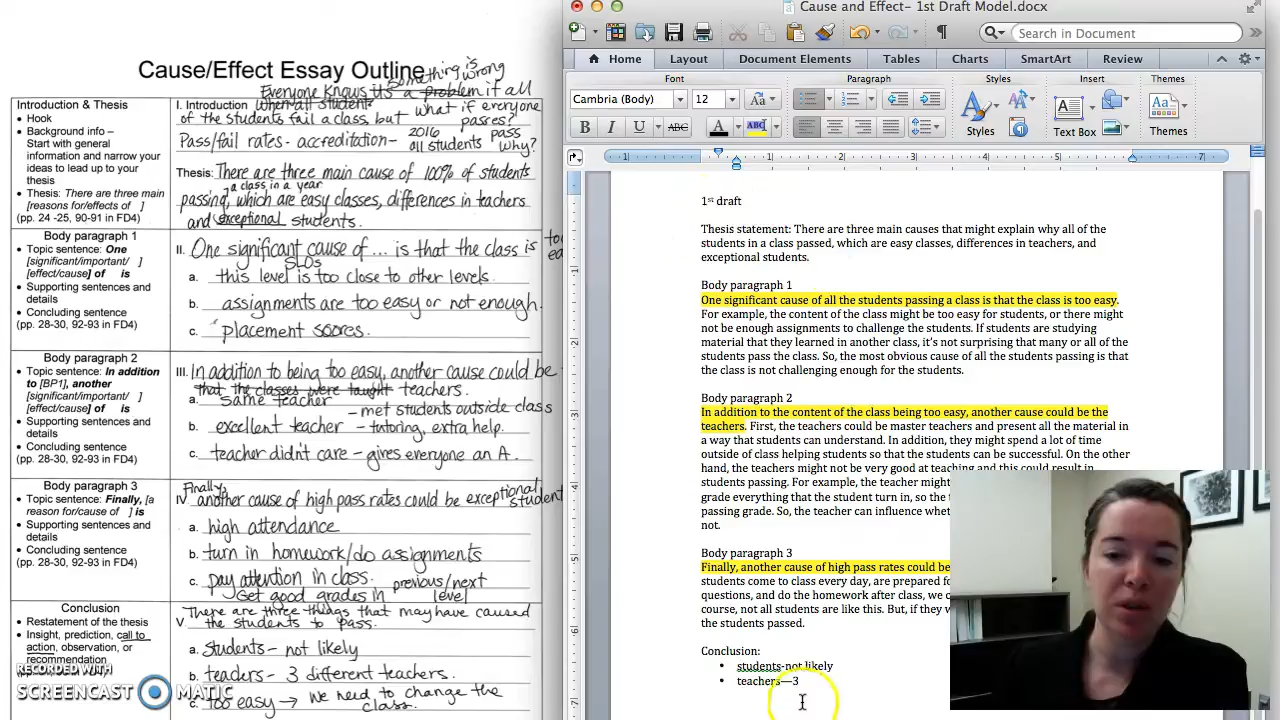 Cause/Effect Essay Outline
something is wrong
Everyone knows it's a problem it all
Introduction & Thesis
• Hook
• Background info –
Start with general
information and narrow your
ideas to lead up to your
thesis
• Thesis: There are three main
[reasons for/effects of ]
(pp. 24 -25, 90-91 in FD4)
I. Introduction when all students what if everyone
of the students fail a class but passes?
Pass/fail rates - accreditation - 2016 all students pass why?
Thesis: There are three main cause of 100% of students
a class in a year
passing, which are easy classes, differences in teachers
and exceptional students.
Body paragraph 1
• Topic sentence: One
[significant/important/ ]
[effect/cause] of is
• Supporting sentences and
details
• Concluding sentence
(pp. 28-30, 92-93 in FD4)
II. One significant cause of ... is that the class is
SLOs
a. this level is too close to other levels.
b. assignments are too easy or not enough.
c. placement scores.
Body paragraph 2
• Topic sentence: In addition
to [BP1], another
[significant/important/ ]
[effect/cause] of is
• Supporting sentences and
details
• Concluding sentence
(pp. 28-30, 92-93 in FD4)
III. In addition to being too easy, another cause could be
that the classes were taught teachers.
a. same teacher
– met students outside class
b. excellent teacher – tutoring, extra help.
c. teacher didn't care – gives everyone an A.
Body paragraph 3
• Topic sentence: Finally, [a
reason for/cause of ] is
• Supporting sentences and
details
• Concluding sentence
(pp. 28-30, 92-93 in FD4)
Finally,
IV another cause of high pass rates could be exceptional student
a. high attendance
b. turn in homework/do assignments
c. pay attention in class.
get good grades in previous/next level
Conclusion
• Restatement of the thesis
• Insight, prediction, call to
action, observation, or
recommendation
There are three things that may have caused
V. the students to pass.
a. students – not likely
b. teachers – 3 different teachers.
c. too easy → we need to change the
class.
RECORDED WITH
SCREENCAST MATIC
Cause and Effect- 1st Draft Model.docx
Search in Document
Home Layout Document Elements Tables Charts SmartArt Review
Font Paragraph Styles Insert Themes
Cambria (Body) 12 Aa
B I U ABC A ABC Styles A Text Box Aa Themes
1 1 2 3 4 5 6 7
1st draft
Thesis statement: There are three main causes that might explain why all of the
students in a class passed, which are easy classes, differences in teachers, and
exceptional students.
Body paragraph 1
One significant cause of all the students passing a class is that the class is too easy.
For example, the content of the class might be too easy for students, or there might
not be enough assignments to challenge the students. If students are studying
material that they learned in another class, it's not surprising that many or all of the
students pass the class. So, the most obvious cause of all the students passing is that
the class is not challenging enough for the students.
Body paragraph 2
In addition to the content of the class being too easy, another cause could be the
teachers. First, the teachers could be master teachers and present all the material in
a way that students can understand. In addition, they might spend a lot of time
outside of class helping students so that the students can be successful. On the other
hand, the teachers might not be very good at teaching and this could result in
students passing. For example, the teacher might
grade everything that the student turn in, so the
passing grade. So, the teacher can influence
not.
Body paragraph 3
Finally, another cause of high pass rates could be
students come to class every day, are prepared
questions, and do the homework after class, we
course, not all students are like this. But, if they
the students passed.
Conclusion:
• students-not likely
• teachers—3